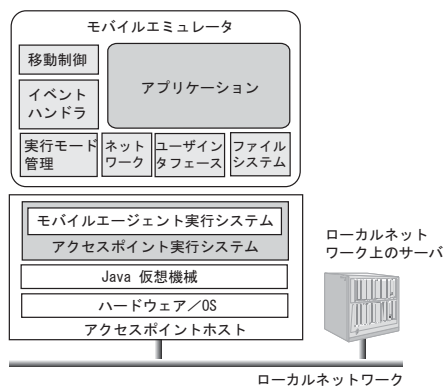 モバイルエミュレータ
移動制御
アプリケーション
イベント
ハンドラ
実行モード
管理
ネット
ワーク
ユーザイン
タフェース
ファイル
システム
モバイルエージェント実行システム
アクセスポイント実行システム
Java 仮想機械
ハードウェア／OS
アクセスポイントホスト
ローカルネット
ワーク上のサーバ
ローカルネットワーク